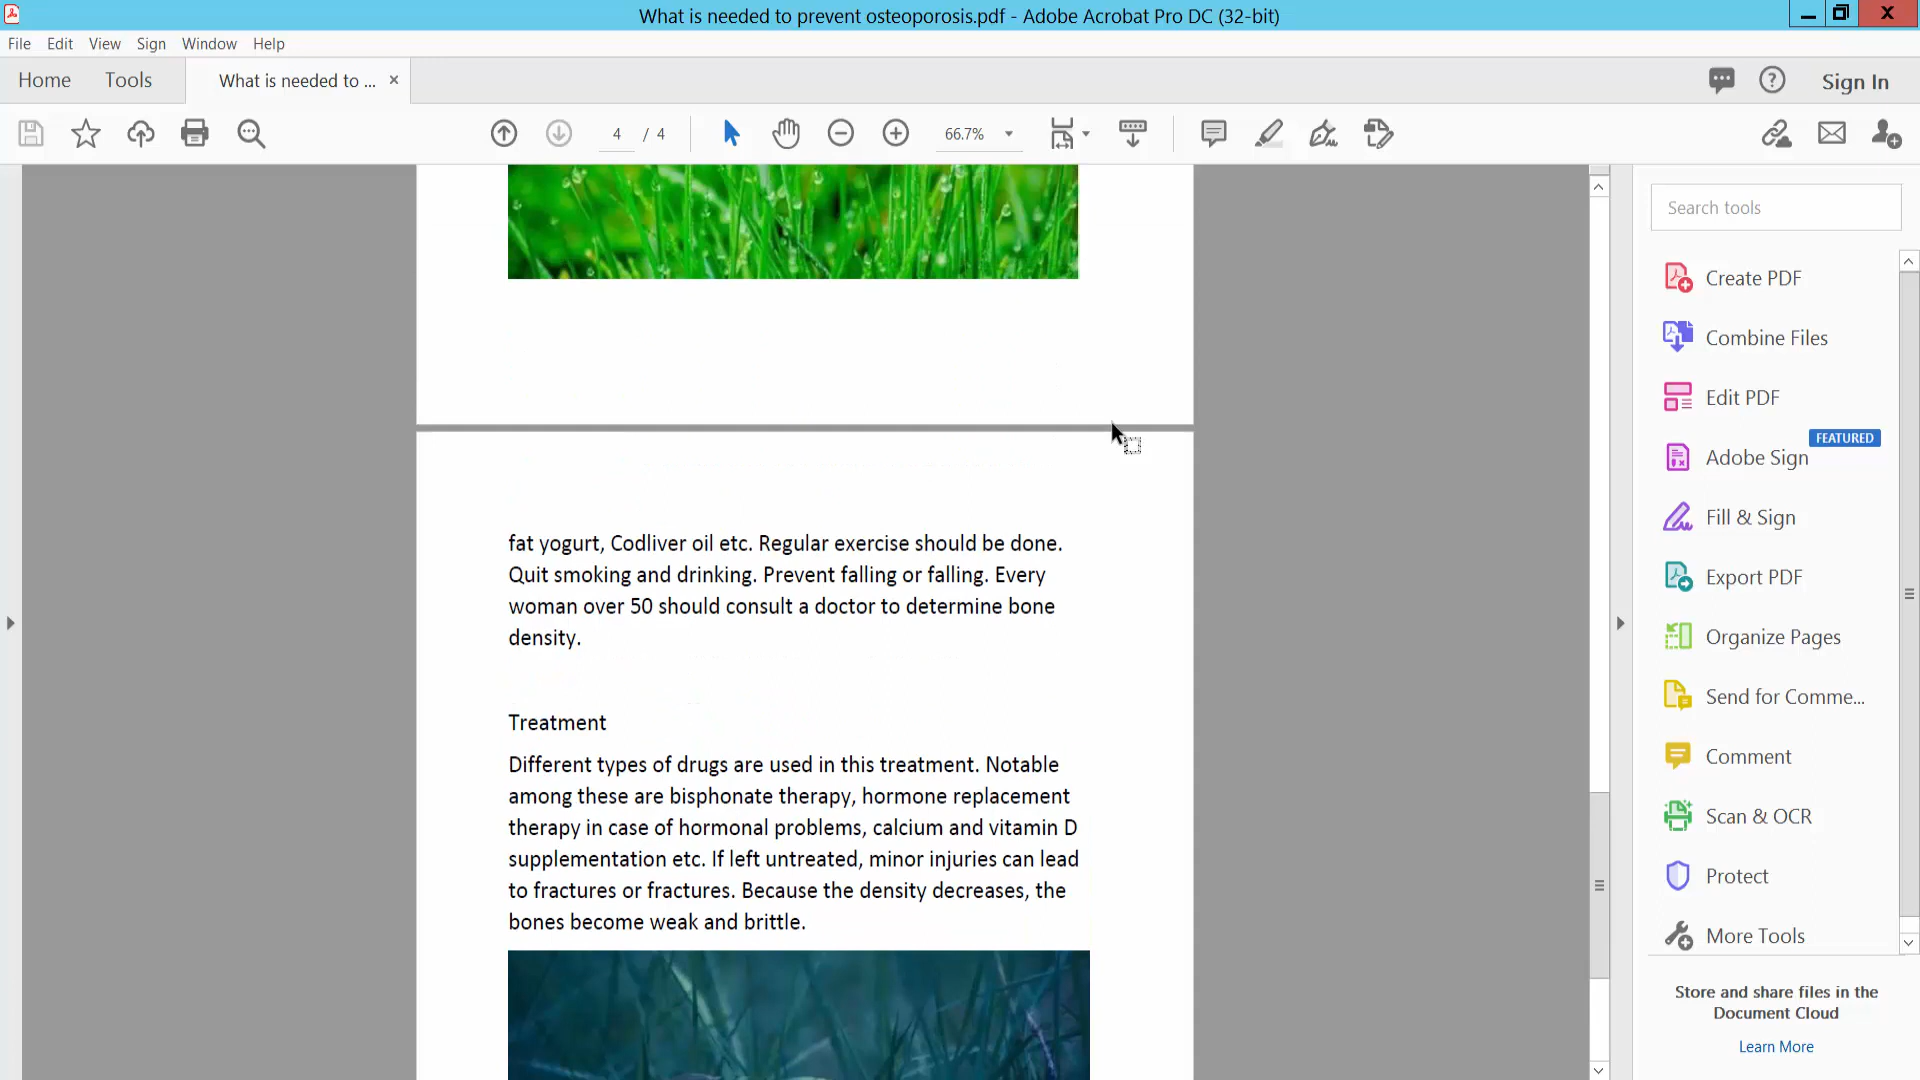 What is needed to prevent osteoporosis.pdf - Adobe Acrobat Pro DC (32-bit)
File Edit View Sign Window Help
Home Tools What is needed to ... × Sign In
4 / 4 66.7%
Search tools
Create PDF
Combine Files
Edit PDF
FEATURED
Adobe Sign
Fill & Sign
Export PDF
Organize Pages
Send for Comme...
Comment
Scan & OCR
Protect
More Tools
Store and share files in the
Document Cloud
Learn More
fat yogurt, Codliver oil etc. Regular exercise should be done.
Quit smoking and drinking. Prevent falling or falling. Every
woman over 50 should consult a doctor to determine bone
density.
Treatment
Different types of drugs are used in this treatment. Notable
among these are bisphonate therapy, hormone replacement
therapy in case of hormonal problems, calcium and vitamin D
supplementation etc. If left untreated, minor injuries can lead
to fractures or fractures. Because the density decreases, the
bones become weak and brittle.